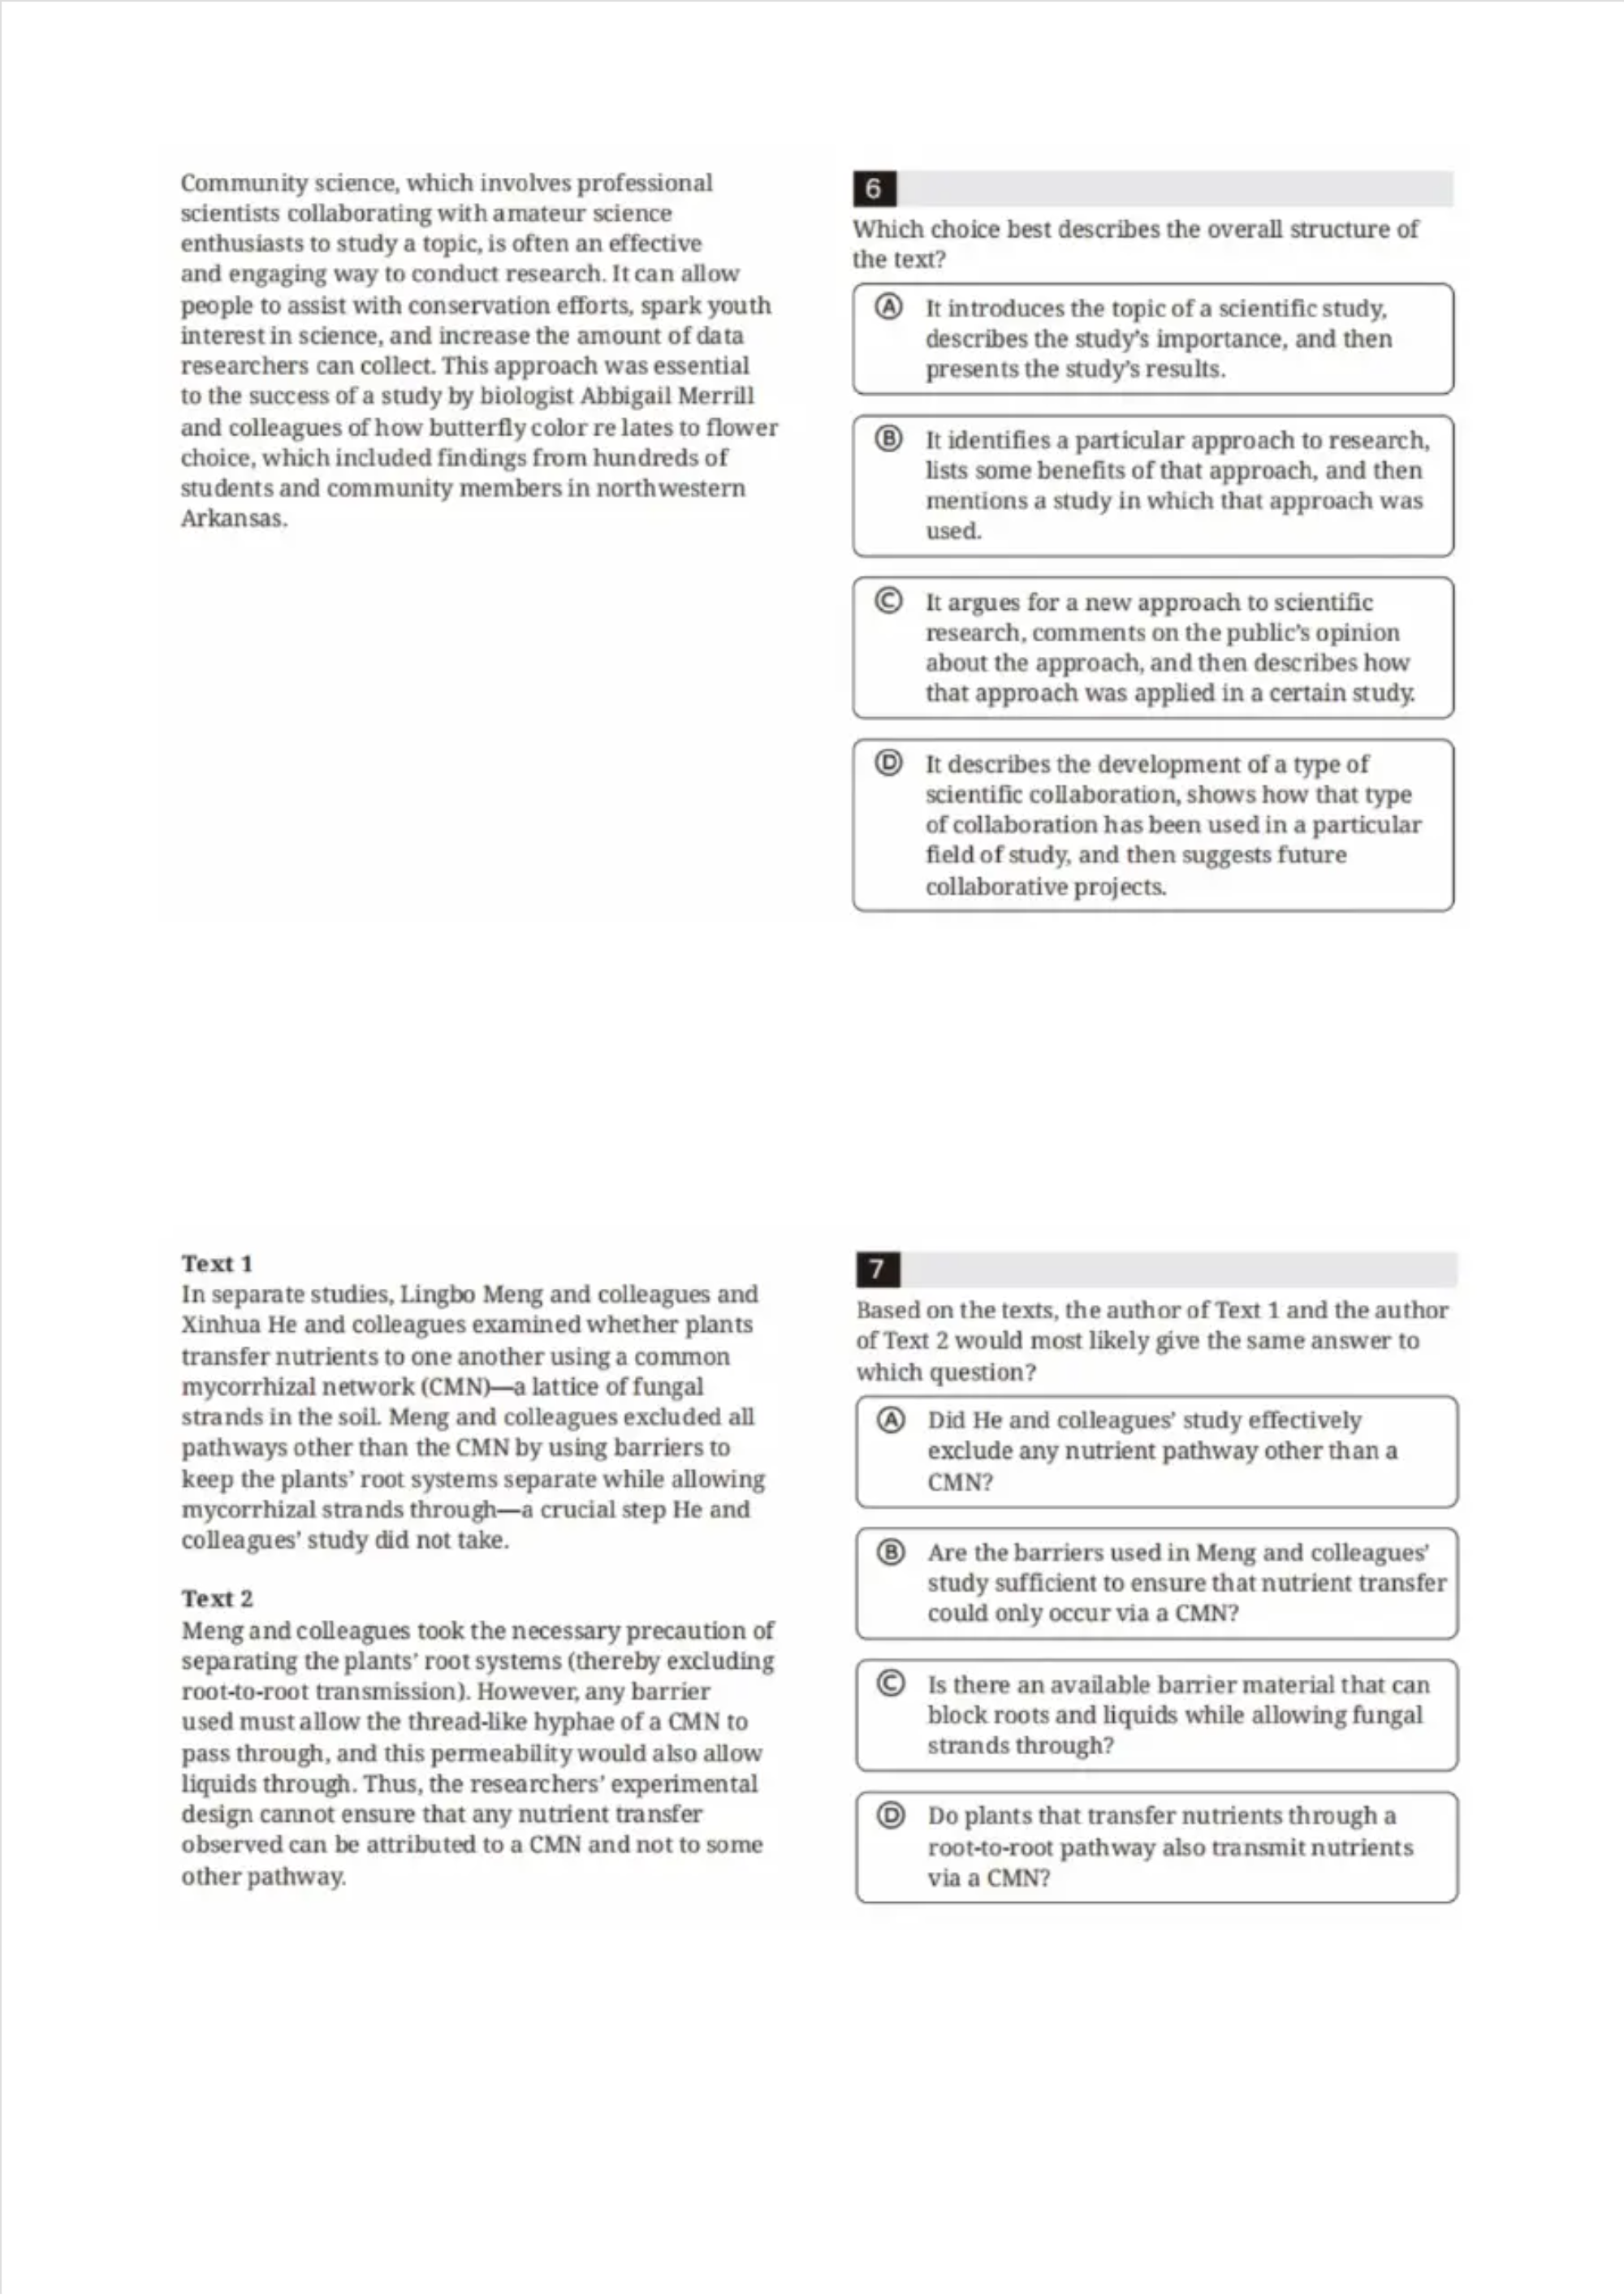 Community science, which involves professional
scientists collaborating with amateur science
enthusiasts to study a topic, is often an effective
and engaging way to conduct research. It can allow
people to assist with conservation efforts, spark youth
interest in science, and increase the amount of data
researchers can collect. This approach was essential
to the success of a study by biologist Abbigail Merrill
and colleagues of how butterfly color re lates to flower
choice, which included findings from hundreds of
students and community members in northwestern
Arkansas.
6
Which choice best describes the overall structure of
the text?
A It introduces the topic of a scientific study,
describes the study's importance, and then
presents the study's results.
B It identifies a particular approach to research,
lists some benefits of that approach, and then
mentions a study in which that approach was
used.
C It argues for a new approach to scientific
research, comments on the public's opinion
about the approach, and then describes how
that approach was applied in a certain study.
D It describes the development of a type of
scientific collaboration, shows how that type
of collaboration has been used in a particular
field of study, and then suggests future
collaborative projects.
Text 1
In separate studies, Lingbo Meng and colleagues and
Xinhua He and colleagues examined whether plants
transfer nutrients to one another using a common
mycorrhizal network (CMN)—a lattice of fungal
strands in the soil. Meng and colleagues excluded all
pathways other than the CMN by using barriers to
keep the plants' root systems separate while allowing
mycorrhizal strands through—a crucial step He and
colleagues' study did not take.
Text 2
Meng and colleagues took the necessary precaution of
separating the plants' root systems (thereby excluding
root-to-root transmission). However, any barrier
used must allow the thread-like hyphae of a CMN to
pass through, and this permeability would also allow
liquids through. Thus, the researchers' experimental
design cannot ensure that any nutrient transfer
observed can be attributed to a CMN and not to some
other pathway.
7
Based on the texts, the author of Text 1 and the author
of Text 2 would most likely give the same answer to
which question?
A Did He and colleagues' study effectively
exclude any nutrient pathway other than a
CMN?
B Are the barriers used in Meng and colleagues'
study sufficient to ensure that nutrient transfer
could only occur via a CMN?
C Is there an available barrier material that can
block roots and liquids while allowing fungal
strands through?
D Do plants that transfer nutrients through a
root-to-root pathway also transmit nutrients
via a CMN?